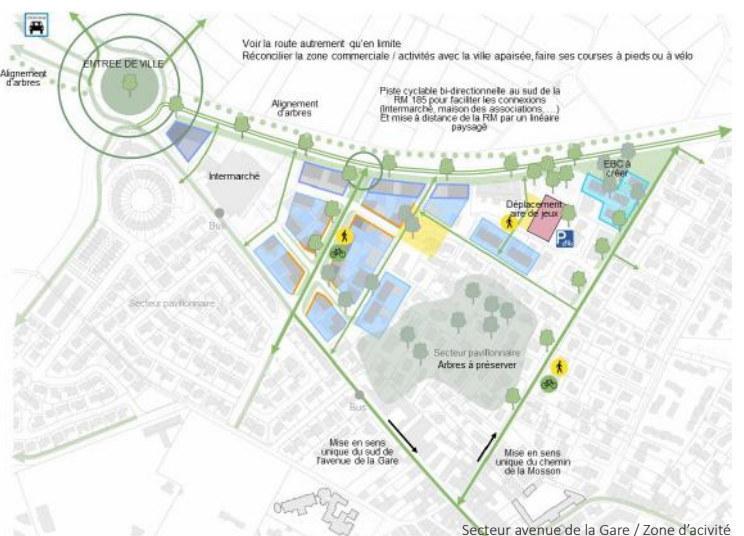 Voir la route autrement qu'en limite
Réconcilier la zone commerciale / activités avec la ville apaisée, faire ses courses à pieds ou à vélo
ENTREE DE VILLE
Alignement
d'arbres
Piste cyclable bi-directionnelle au sud de la
RM 185 pour faciliter les connexions
(Intermarché, maison des associations, ...)
Et mise à distance de la RM par un linéaire
paysagé
Alignement
d'arbres
EBC à
créer
Intermarché
Déplacement
aire de jeux
P
Bus
Secteur pavillonnaire
Secteur pavillonnaire
Arbres à préserver
Bus
Mise en sens
unique du sud de
l'avenue de la Gare
Mise en sens
unique du chemin
de la Mosson
Secteur avenue de la Gare / Zone d'acivité